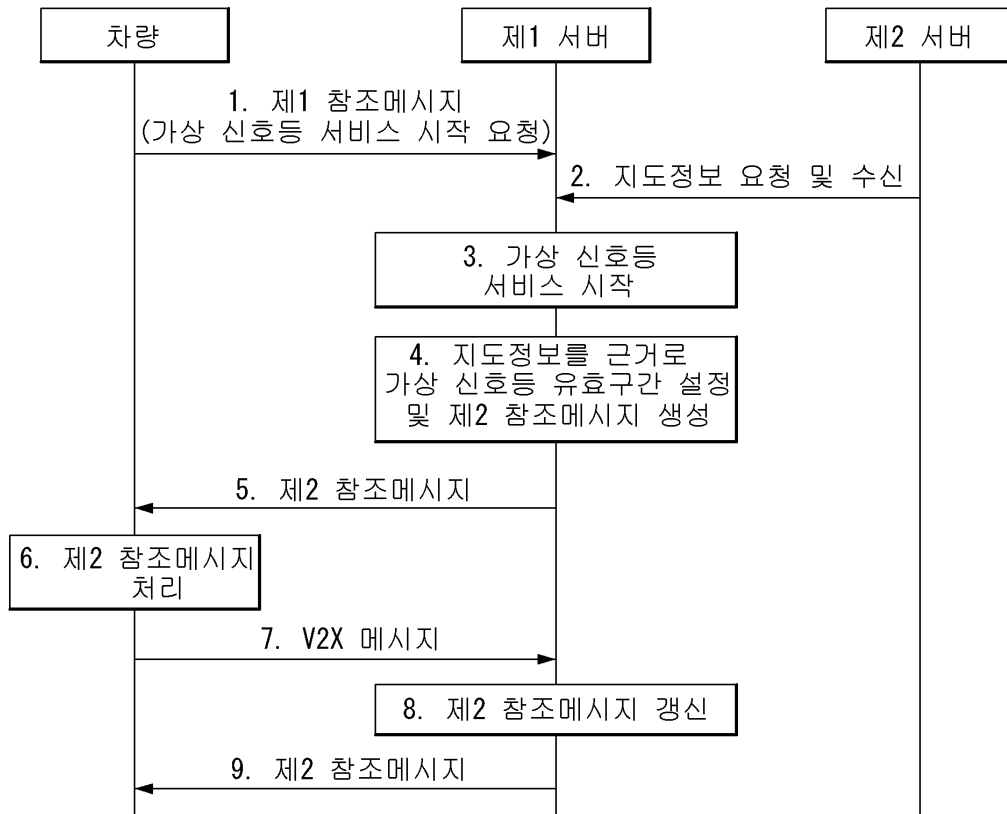 차량
제1 서버
제2 서버
1. 제1 참조메시지
(가상 신호등 서비스 시작 요청)
2. 지도정보 요청 및 수신
3. 가상 신호등
서비스 시작
4. 지도정보를 근거로
가상 신호등 유효구간 설정
및 제2 참조메시지 생성
5. 제2 참조메시지
6. 제2 참조메시지
처리
7. V2X 메시지
8. 제2 참조메시지 갱신
9. 제2 참조메시지